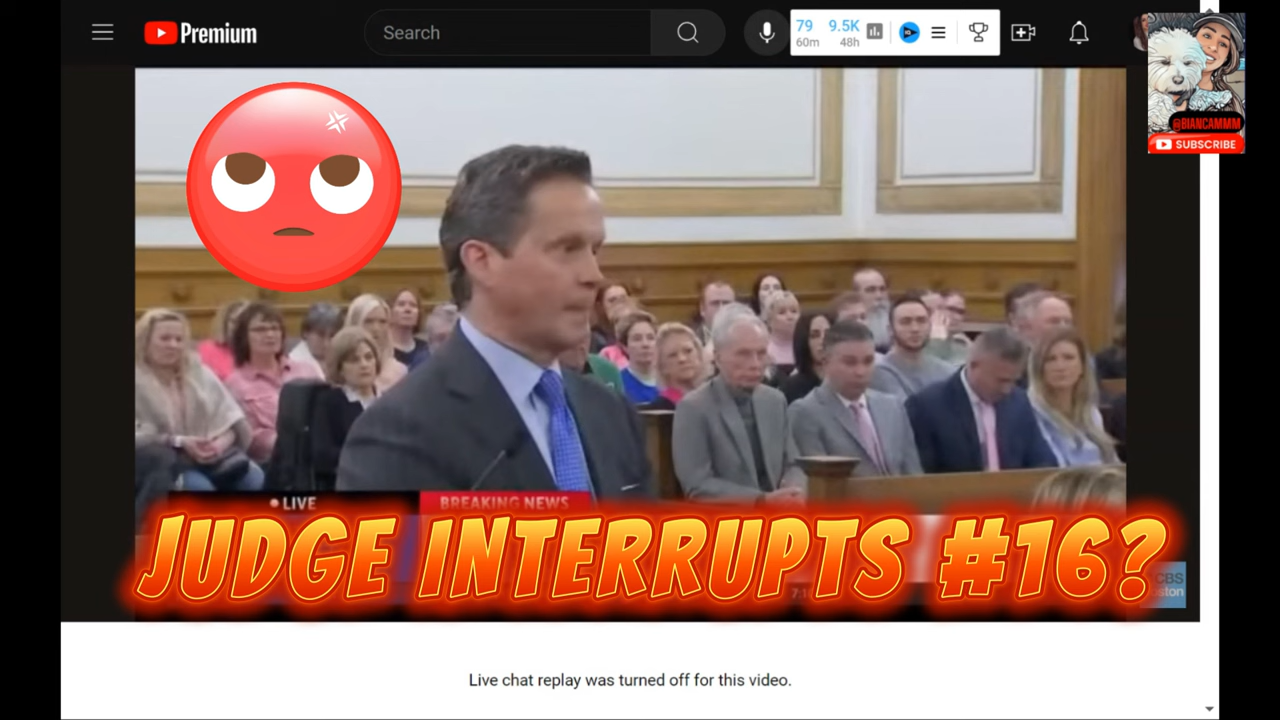 Premium
Search
79 9.5K
60m 48h
@BIANCAMMM
SUBSCRIBE
LIVE
BREAKING NEWS
JUDGE INTERRUPTS #16?
CBS
Live chat replay was turned off for this video.